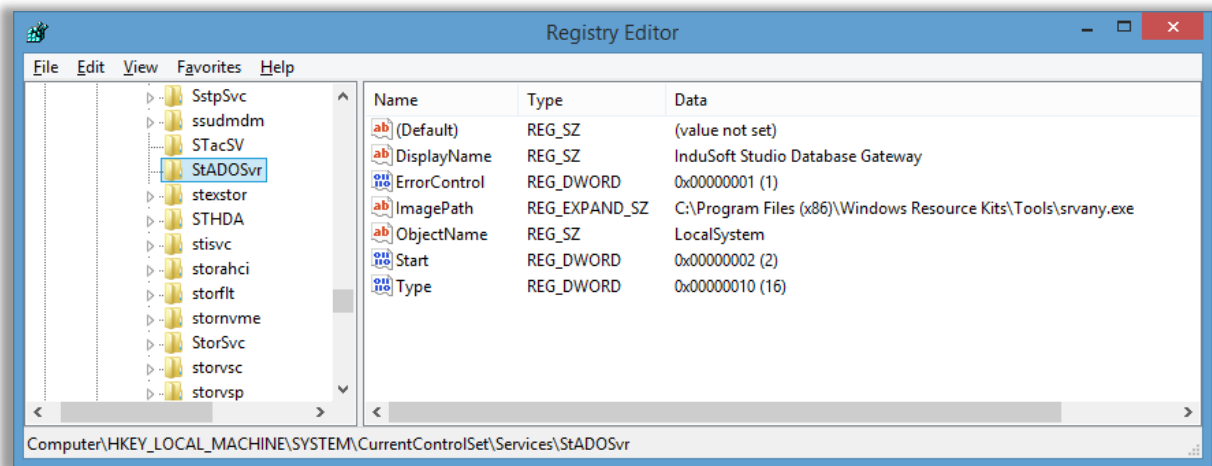 Registry Editor
File Edit View Favorites Help
SstpSvc
ssudmdm
STacSV
StADOSvr
stexstor
STHDA
stisvc
storahci
storflt
stornvme
StorSvc
storvsc
storvsp
Name Type Data
(Default) REG_SZ (value not set)
DisplayName REG_SZ InduSoft Studio Database Gateway
ErrorControl REG_DWORD 0x00000001 (1)
ImagePath REG_EXPAND_SZ C:\Program Files (x86)\Windows Resource Kits\Tools\srvany.exe
ObjectName REG_SZ LocalSystem
Start REG_DWORD 0x00000002 (2)
Type REG_DWORD 0x00000010 (16)
Computer\HKEY_LOCAL_MACHINE\SYSTEM\CurrentControlSet\Services\StADOSvr